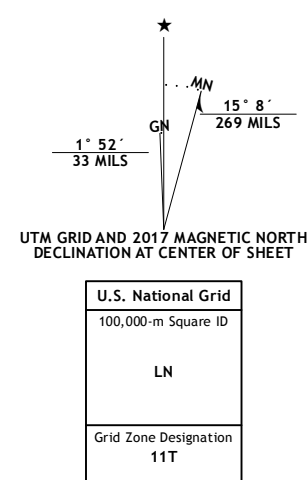 MN
GN
15° 8´
269 MILS
1° 52´
33 MILS
UTM GRID AND 2017 MAGNETIC NORTH
DECLINATION AT CENTER OF SHEET
U.S. National Grid
100,000-m Square ID
LN
Grid Zone Designation
11T